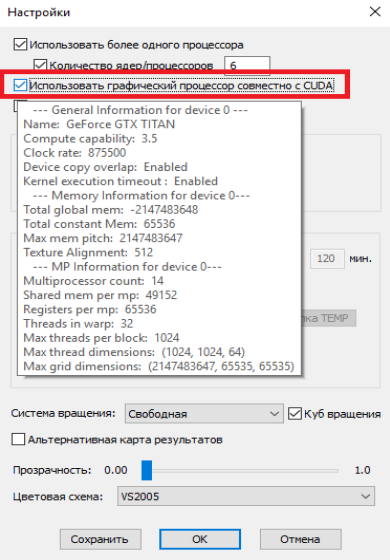 Настройки
Использовать более одного процессора
Количество ядер/процессоров 6
Использовать графический процессор совместно с CUDA
--- General Information for device 0 ---
Name: GeForce GTX TITAN
Compute capability: 3.5
Clock rate: 875500
Device copy overlap: Enabled
Kernel execution timeout : Enabled
--- Memory Information for device 0---
Total global mem: -2147483648
Total constant Mem: 65536
Max mem pitch: 2147483647
Texture Alignment: 512
120 мин.
--- MP Information for device 0---
Multiprocessor count: 14
Shared mem per mp: 49152
Registers per mp: 65536
TEMP
Threads in warp: 32
Max threads per block: 1024
Max thread dimensions: (1024, 1024, 64)
Max grid dimensions: (2147483647, 65535, 65535)
Система вращения: Свободная Куб вращения
Альтернативная карта результатов
Прозрачность: 0.00 1.0
Цветовая схема: VS2005
Сохранить OK Отмена